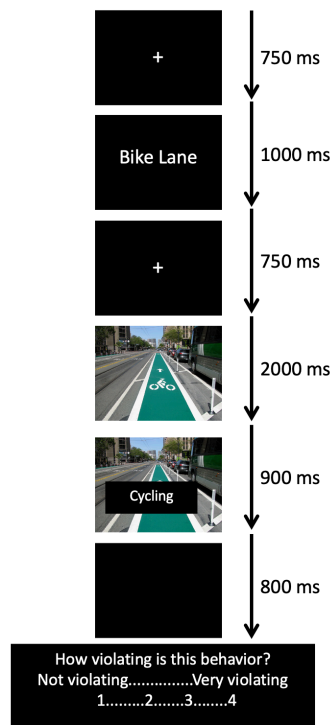 +
750 ms
Bike Lane
1000 ms
+
750 ms
2000 ms
Cycling
900 ms
800 ms
How violating is this behavior?
Not violating...............Very violating
1.........2.......3........4